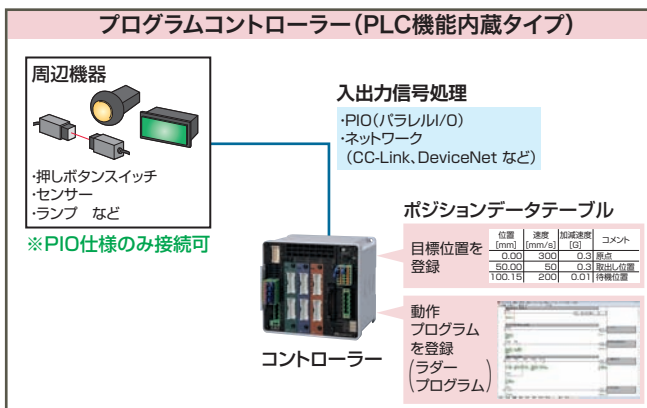 プログラムコントローラー(PLC機能内蔵タイプ)
周辺機器
・押しボタンスイッチ
・センサー
・ランプ など
※PIO仕様のみ接続可
入出力信号処理
・PIO(パラレルI/O)
・ネットワーク
(CC-Link、DeviceNet など)
コントローラー
ポジションデータテーブル
目標位置を
登録
位置 [mm] 速度 [mm/s] 加減速度 [G] コメント
0.00 300 0.3 原点
50.00 50 0.3 取出し位置
100.15 200 0.01 待機位置
動作
プログラム
を登録
(ラダー
プログラム)